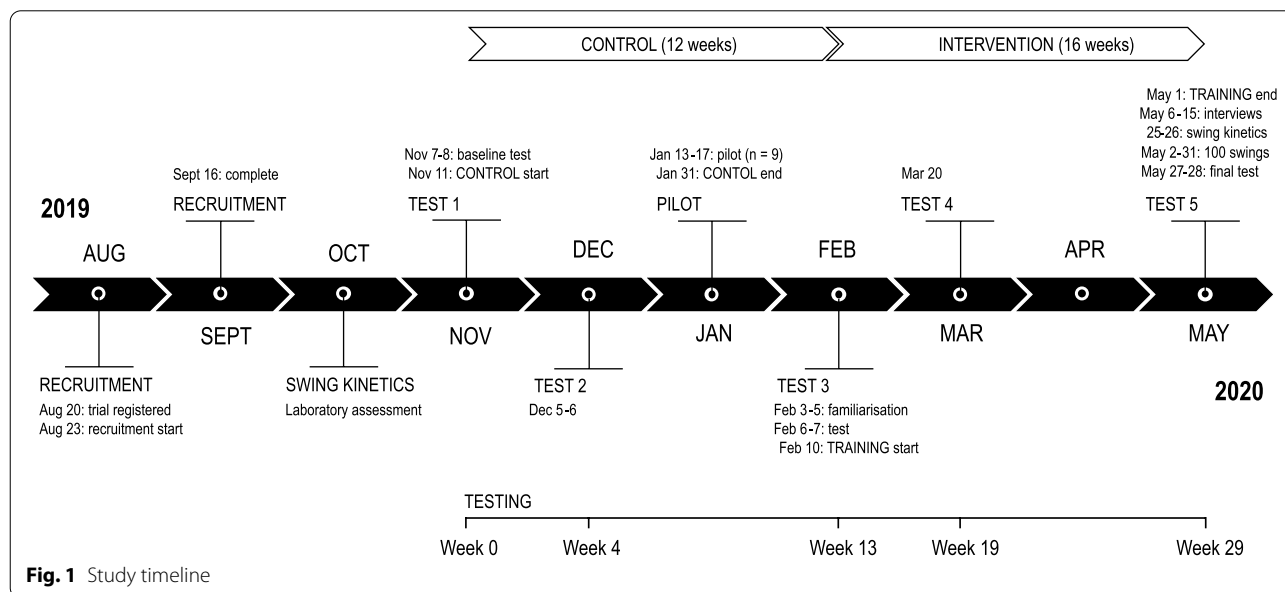 CONTROL (12 weeks)
INTERVENTION (16 weeks)
May 1: TRAINING end
May 6-15: interviews
25-26: swing kinetics
May 2-31: 100 swings
May 27-28: final test
Nov 7-8: baseline test
Nov 11: CONTROL start
Jan 13-17: pilot (n = 9)
Jan 31: CONTOL end
Sept 16: complete
Mar 20
2019
RECRUITMENT
TEST 1
PILOT
TEST 4
TEST 5
AUG
OCT
DEC
FEB
APR
SEPT
NOV
JAN
MAR
MAY
RECRUITMENT
Aug 20: trial registered
Aug 23: recruitment start
SWING KINETICS
Laboratory assessment
TEST 2
Dec 5-6
TEST 3
Feb 3-5: familiarisation
Feb 6-7: test
Feb 10: TRAINING start
2020
TESTING
Week 0
Week 4
Week 13
Week 19
Week 29
Fig. 1 Study timeline